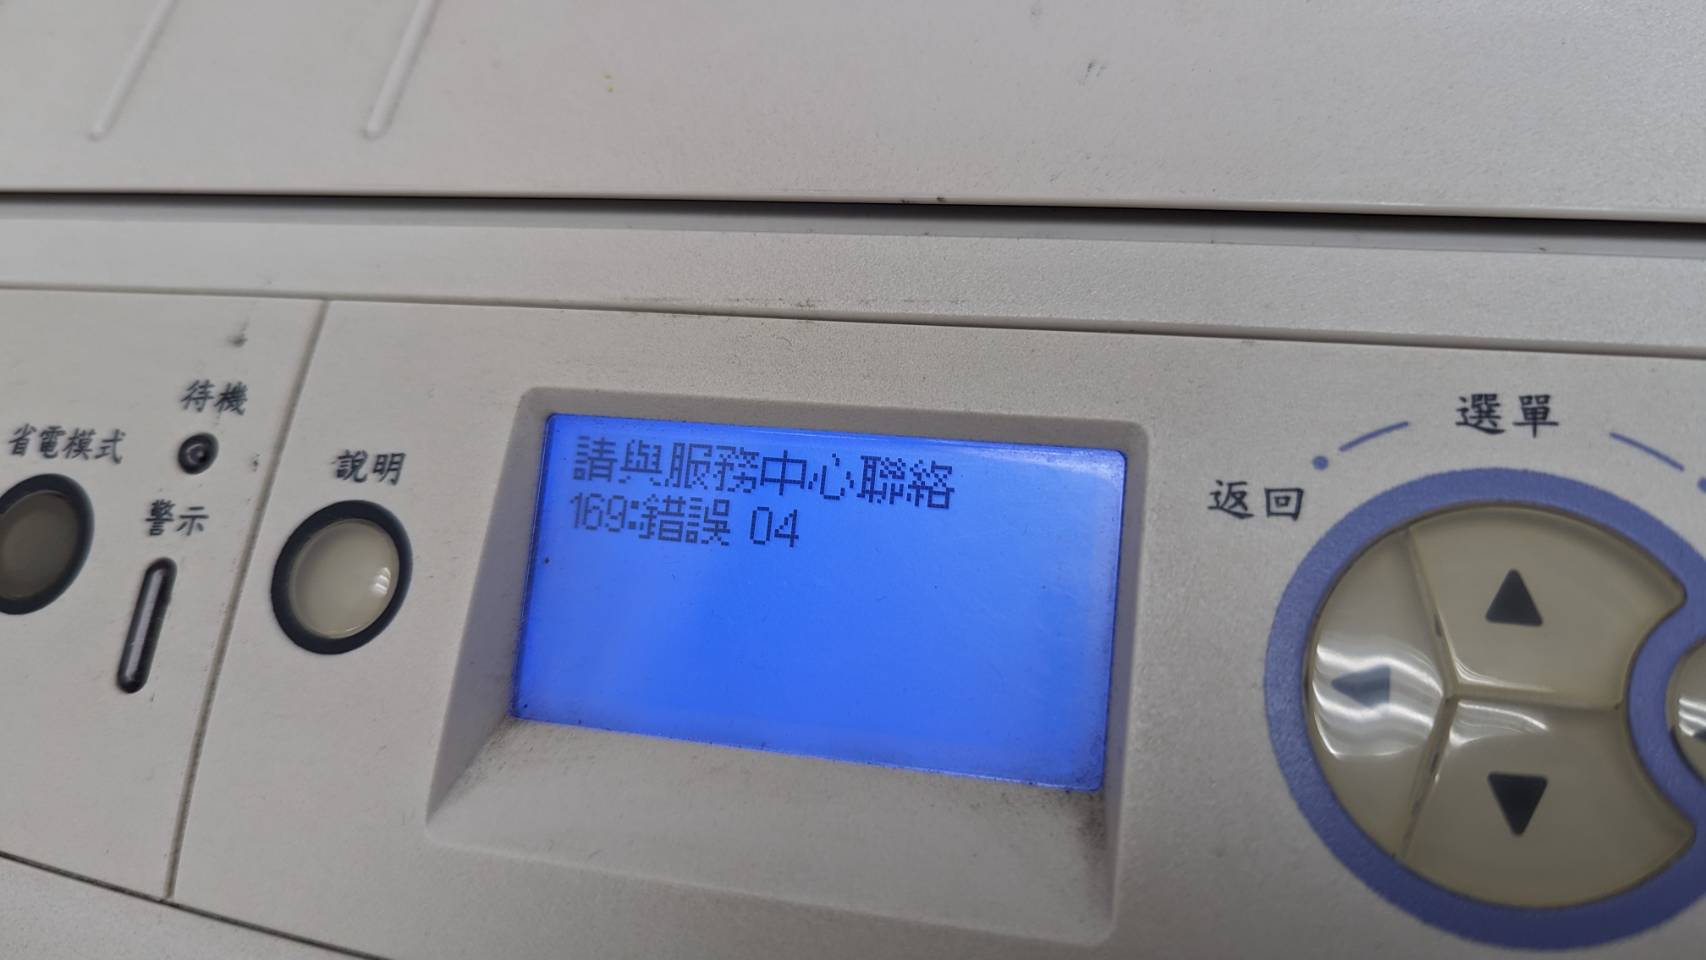 待機
省電模式
警示
說明
請與服務中心聯絡
169:錯誤 04
選單
返回